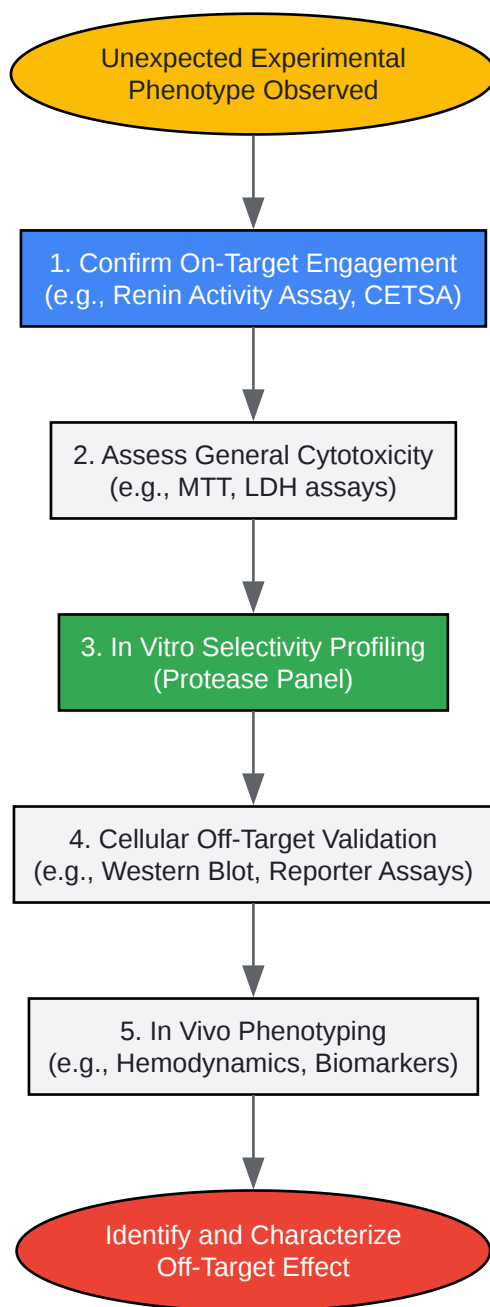 Unexpected Experimental
Phenotype Observed
1. Confirm On-Target Engagement
(e.g., Renin Activity Assay, CETSA)
2. Assess General Cytotoxicity
(e.g., MTT, LDH assays)
3. In Vitro Selectivity Profiling
(Protease Panel)
4. Cellular Off-Target Validation
(e.g., Western Blot, Reporter Assays)
5. In Vivo Phenotyping
(e.g., Hemodynamics, Biomarkers)
Identify and Characterize
Off-Target Effect